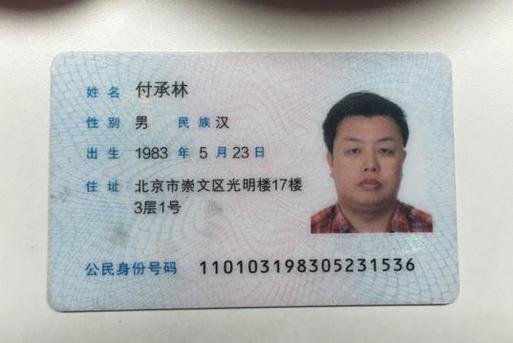 姓名 付承林
性别 男 民族 汉
出生 1983 年 5 月 23 日
住址 北京市崇文区光明楼17楼
3层1号
公民身份号码 110103198305231536